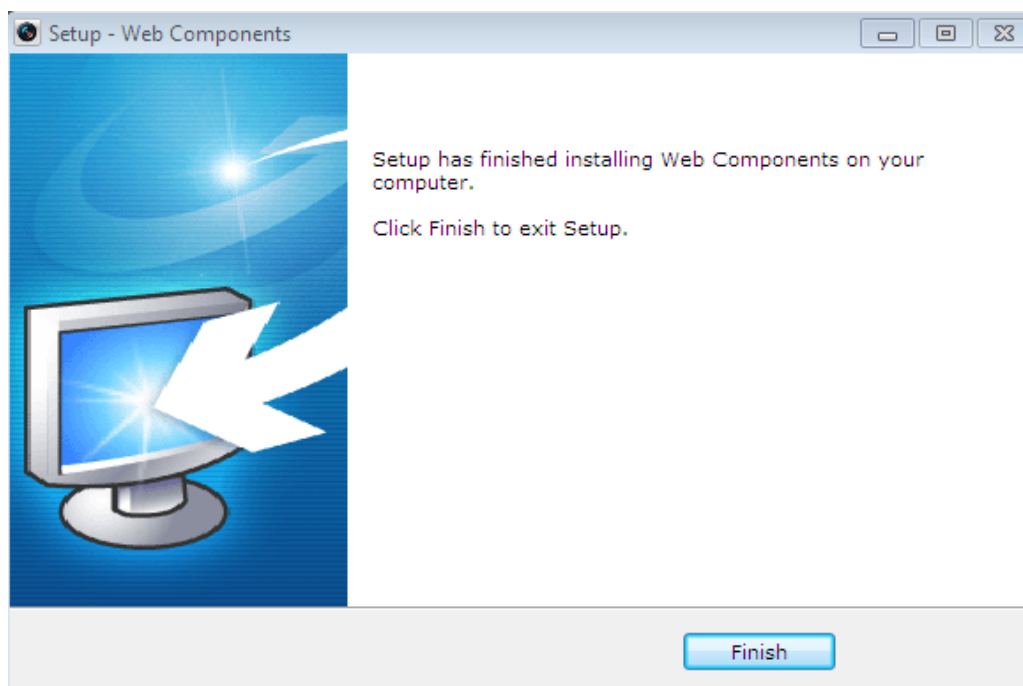 Setup - Web Components
Setup has finished installing Web Components on your
computer.
Click Finish to exit Setup.
Finish